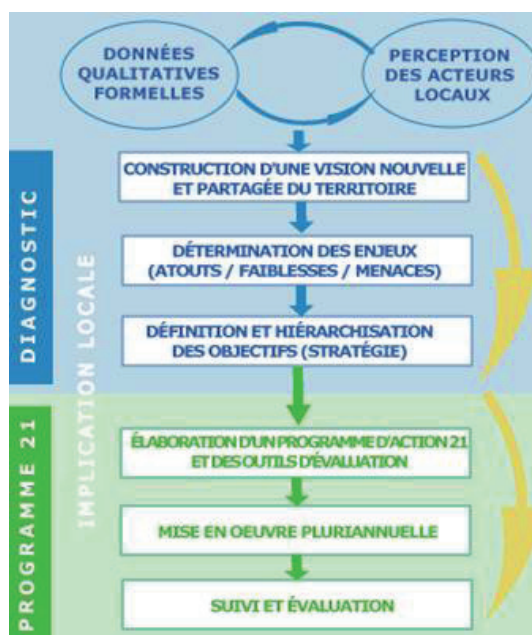 DONNÉES
QUALITATIVES
FORMELLES
PERCEPTION
DES ACTEURS
LOCAUX
DIAGNOSTIC
IMPLICATION LOCALE
CONSTRUCTION D'UNE VISION NOUVELLE
ET PARTAGÉE DU TERRITOIRE
DÉTERMINATION DES ENJEUX
(ATOUTS / FAIBLESSES / MENACES)
DÉFINITION ET HIÉRARCHISATION
DES OBJECTIFS (STRATÉGIE)
PROGRAMME 21
ÉLABORATION D'UN PROGRAMME D'ACTION 21
ET DES OUTILS D'ÉVALUATION
MISE EN OEUVRE PLURIANNUELLE
SUIVI ET ÉVALUATION